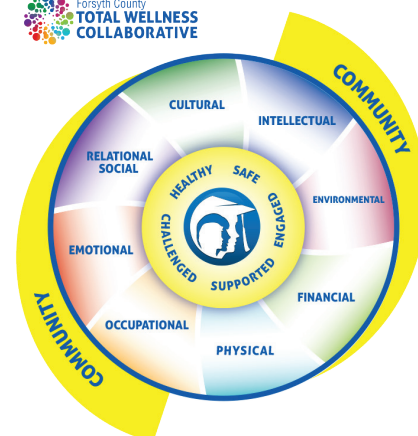 Forsyth County
TOTAL WELLNESS
COLLABORATIVE
COMMUNITY
CULTURAL
INTELLECTUAL
RELATIONAL
SOCIAL
ENVIRONMENTAL
HEALTHY
SAFE
ENGAGED
SUPPORTED
CHALLENGED
EMOTIONAL
FINANCIAL
OCCUPATIONAL
PHYSICAL
COMMUNITY